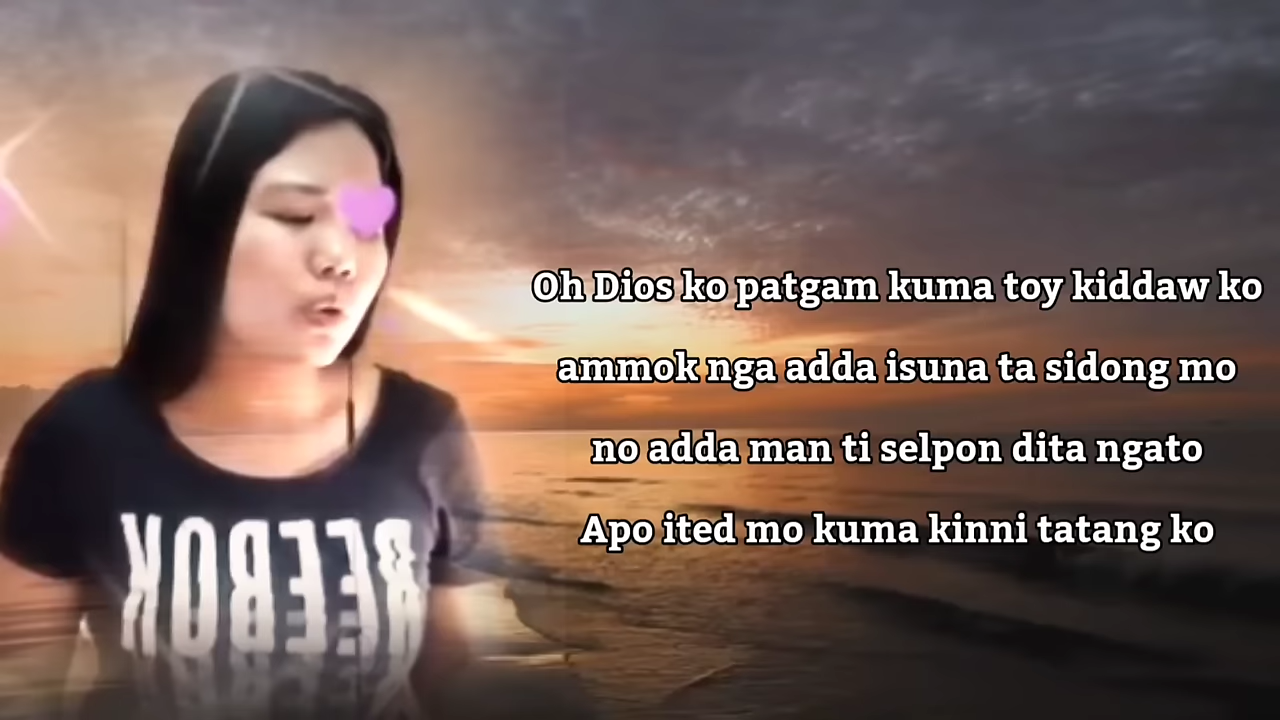 Oh Dios ko patgam kuma toy kiddaw ko
ammok nga adda isuna ta sidong mo
no adda man ti selpon dita ngato
Apo ited mo kuma kinni tatang ko
REEBOK